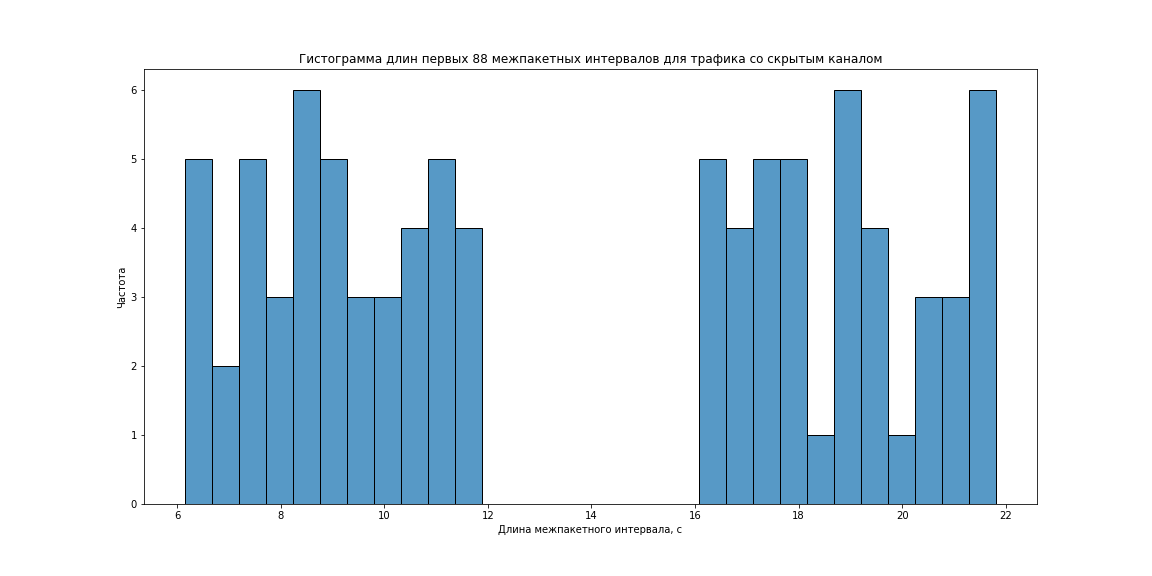 Гистограмма длин первых 88 межпакетных интервалов для трафика со скрытым каналом
Частота
6
5
4
3
2
1
0
6 8 10 12 14 16 18 20 22
Длина межпакетного интервала, с